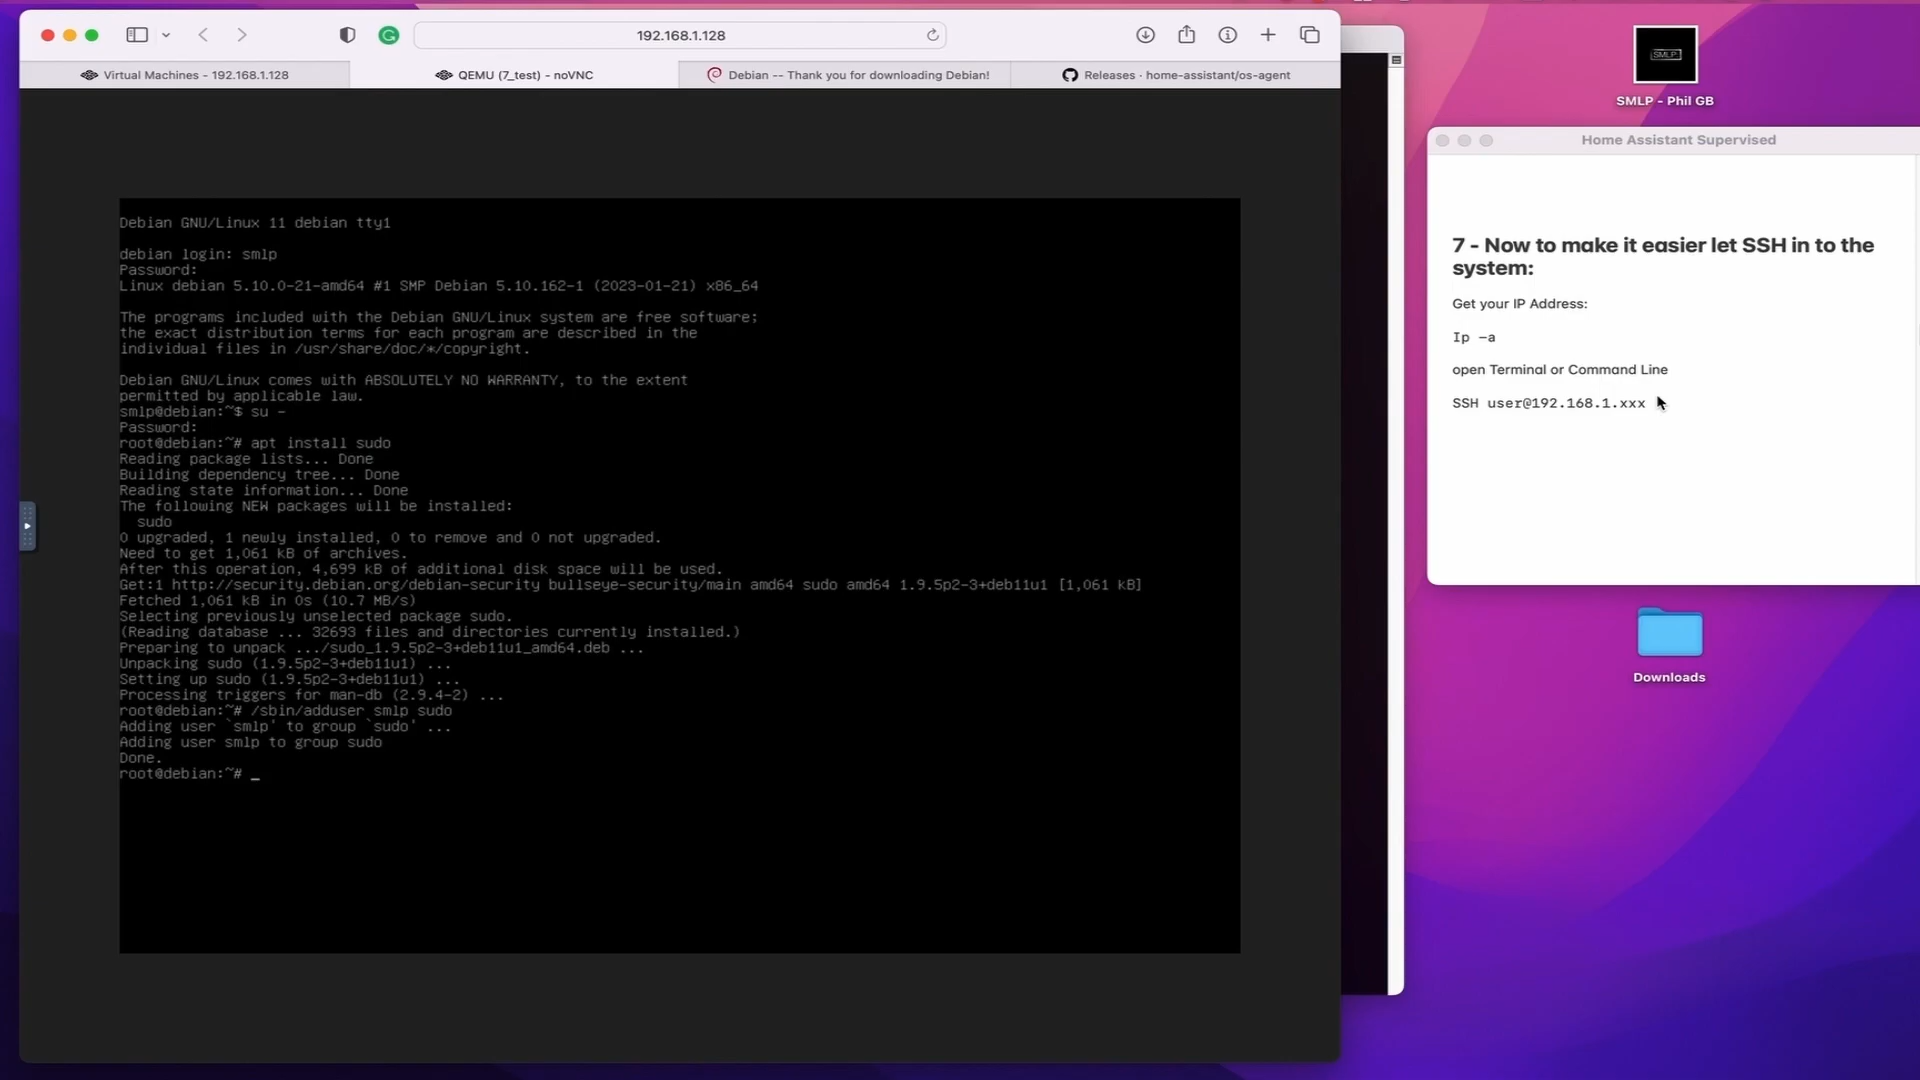 192.168.1.128
Virtual Machines - 192.168.1.128
QEMU (7_test) - noVNC
Debian -- Thank you for downloading Debian!
Releases · home-assistant/os-agent
Debian GNU/Linux 11 debian tty1
debian login: smlp
Password:
Linux debian 5.10.0-21-amd64 #1 SMP Debian 5.10.162-1 (2023-01-21) x86_64
The programs included with the Debian GNU/Linux system are free software;
the exact distribution terms for each program are described in the
individual files in /usr/share/doc/*/copyright.
Debian GNU/Linux comes with ABSOLUTELY NO WARRANTY, to the extent
permitted by applicable law.
smlp@debian:~$ su -
Password:
root@debian:~# apt install sudo
Reading package lists... Done
Building dependency tree... Done
Reading state information... Done
The following NEW packages will be installed:
sudo
0 upgraded, 1 newly installed, 0 to remove and 0 not upgraded.
Need to get 1,061 kB of archives.
After this operation, 4,699 kB of additional disk space will be used.
Get:1 http://security.debian.org/debian-security bullseye-security/main amd64 sudo amd64 1.9.5p2-3+deb11u1 [1,061 kB]
Fetched 1,061 kB in 0s (10.7 MB/s)
Selecting previously unselected package sudo.
(Reading database ... 32693 files and directories currently installed.)
Preparing to unpack .../sudo_1.9.5p2-3+deb11u1_amd64.deb ...
Unpacking sudo (1.9.5p2-3+deb11u1) ...
Setting up sudo (1.9.5p2-3+deb11u1) ...
Processing triggers for man-db (2.9.4-2) ...
root@debian:~# /sbin/adduser smlp sudo
Adding user `smlp' to group `sudo' ...
Adding user smlp to group sudo
Done.
root@debian:~# _
SMLP
SMLP - Phil GB
Home Assistant Supervised
7 - Now to make it easier let SSH in to the
system:
Get your IP Address:
Ip -a
open Terminal or Command Line
SSH user@192.168.1.xxx
Downloads